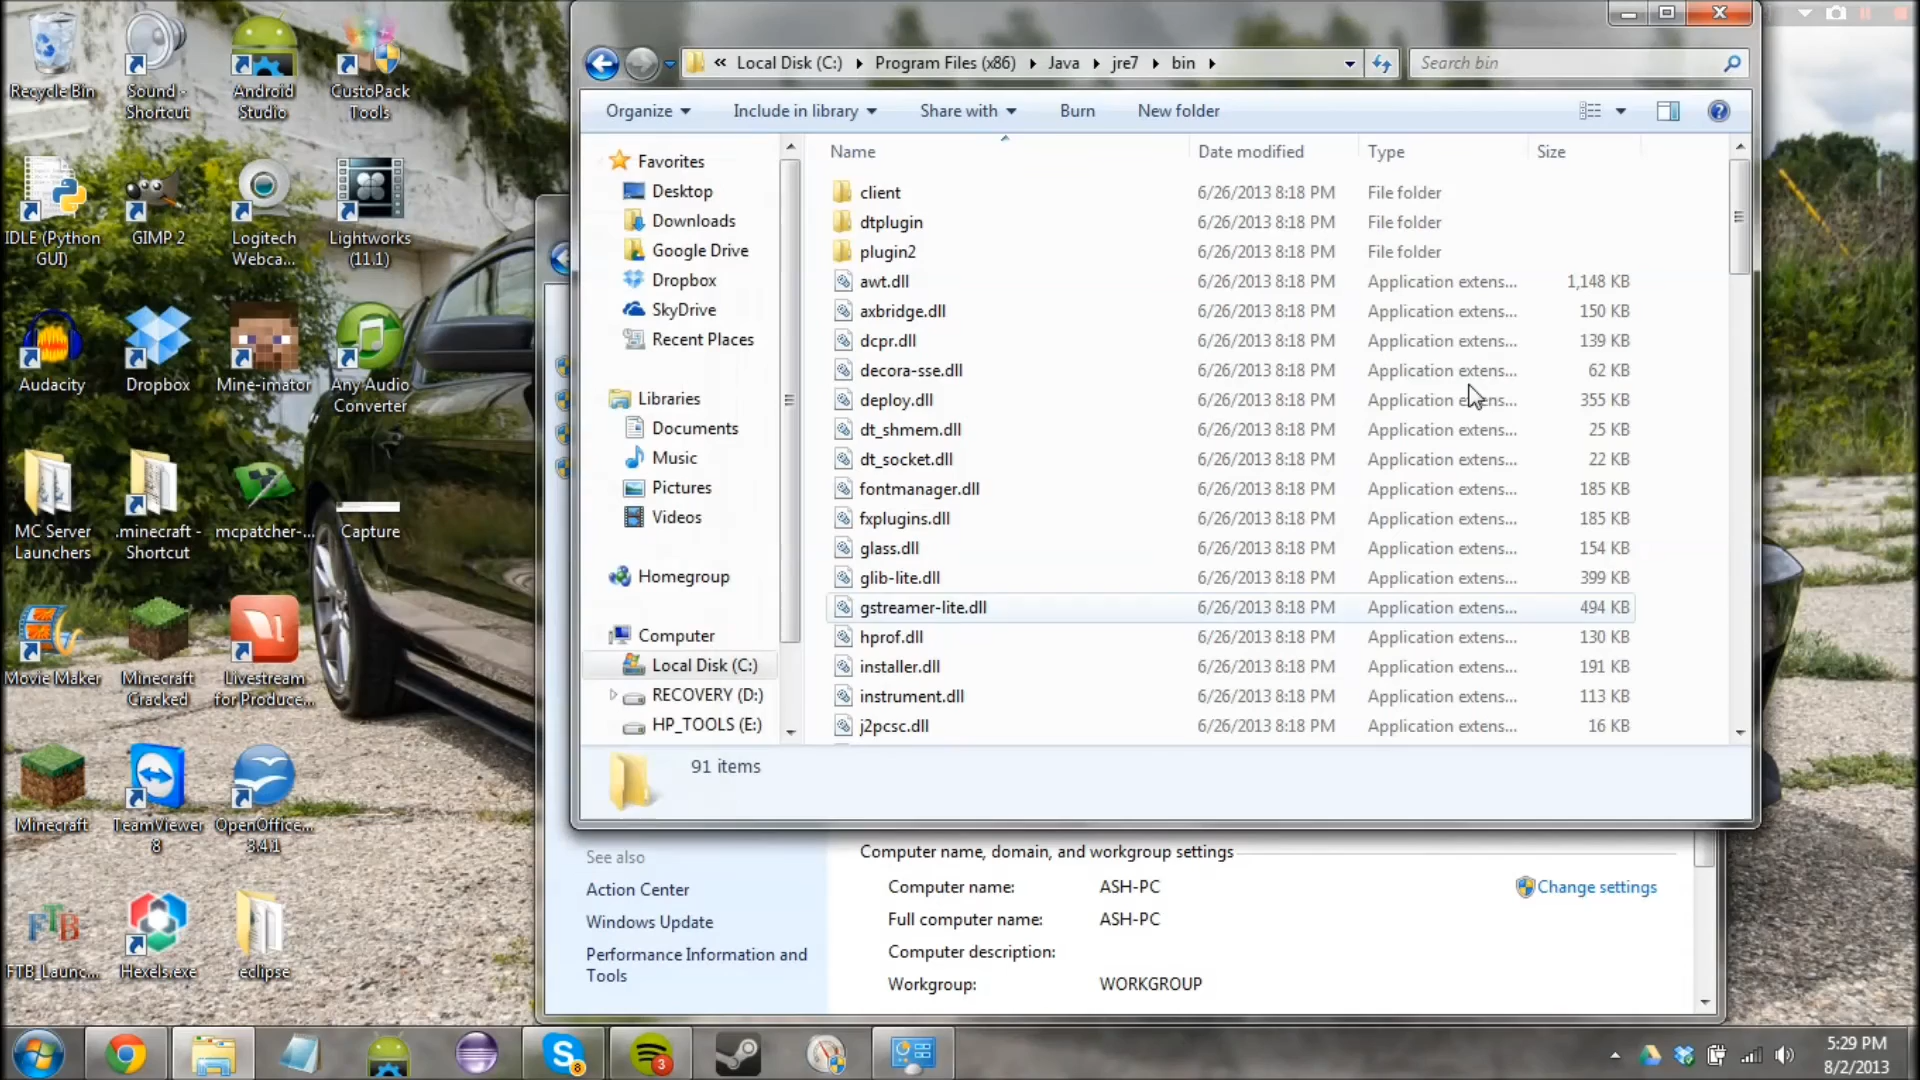 Recycle Bin
Sound - Shortcut
Android Studio
CustoPack Tools
IDLE (Python GUI)
GIMP 2
Logitech Webca...
Lightworks (11.1)
Audacity
Dropbox
Mine-imator
Any Audio Converter
MC Server Launchers
.minecraft - Shortcut
mcpatcher-...
Capture
Movie Maker
Minecraft Cracked
Livestream for Produce...
Minecraft
TeamViewer 8
OpenOffice... 3.4.1
FTB
FTB_Launc...
Hexels.exe
eclipse
« Local Disk (C:) Program Files (x86) Java jre7 bin
Search bin
Organize Include in library Share with Burn New folder
Favorites
Desktop
Downloads
Google Drive
Dropbox
SkyDrive
Recent Places
Libraries
Documents
Music
Pictures
Videos
Homegroup
Computer
Local Disk (C:)
RECOVERY (D:)
HP_TOOLS (E:)
Name Date modified Type Size
client 6/26/2013 8:18 PM File folder
dtplugin 6/26/2013 8:18 PM File folder
plugin2 6/26/2013 8:18 PM File folder
awt.dll 6/26/2013 8:18 PM Application extens... 1,148 KB
axbridge.dll 6/26/2013 8:18 PM Application extens... 150 KB
dcpr.dll 6/26/2013 8:18 PM Application extens... 139 KB
decora-sse.dll 6/26/2013 8:18 PM Application extens... 62 KB
deploy.dll 6/26/2013 8:18 PM Application extens... 355 KB
dt_shmem.dll 6/26/2013 8:18 PM Application extens... 25 KB
dt_socket.dll 6/26/2013 8:18 PM Application extens... 22 KB
fontmanager.dll 6/26/2013 8:18 PM Application extens... 185 KB
fxplugins.dll 6/26/2013 8:18 PM Application extens... 185 KB
glass.dll 6/26/2013 8:18 PM Application extens... 154 KB
glib-lite.dll 6/26/2013 8:18 PM Application extens... 399 KB
gstreamer-lite.dll 6/26/2013 8:18 PM Application extens... 494 KB
hprof.dll 6/26/2013 8:18 PM Application extens... 130 KB
installer.dll 6/26/2013 8:18 PM Application extens... 191 KB
instrument.dll 6/26/2013 8:18 PM Application extens... 113 KB
j2pcsc.dll 6/26/2013 8:18 PM Application extens... 16 KB
91 items
See also
Action Center
Windows Update
Performance Information and
Tools
Computer name, domain, and workgroup settings
Computer name: ASH-PC
Change settings
Full computer name: ASH-PC
Computer description:
Workgroup: WORKGROUP
8
3
5:29 PM
8/2/2013